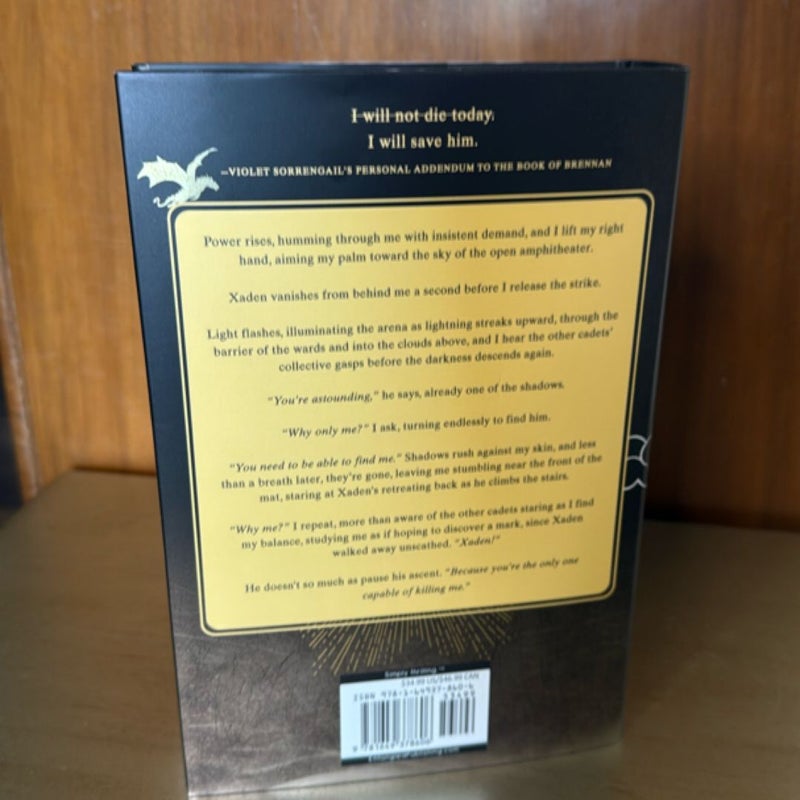 I will not die today.
I will save him.
—VIOLET SORRENGAIL'S PERSONAL ADDENDUM TO THE BOOK OF BRENNAN
Power rises, humming through me with insistent demand, and I lift my right
hand, aiming my palm toward the sky of the open amphitheater.
Xaden vanishes from behind me a second before I release the strike.
Light flashes, illuminating the arena as lightning streaks upward, through the
barrier of the wards and into the clouds above, and I hear the other cadets'
collective gasps before the darkness descends again.
"You're astounding," he says, already one of the shadows.
"Why only me?" I ask, turning endlessly to find him.
"You need to be able to find me." Shadows rush against my skin, and less
than a breath later, they're gone, leaving me stumbling near the front of the
mat, staring at Xaden's retreating back as he climbs the stairs.
"Why me?" I repeat, more than aware of the other cadets staring as I find
my balance, studying me as if hoping to discover a mark, since Xaden
walked away unscathed. "Xaden!"
He doesn't so much as pause his ascent. "Because you're the only one
capable of killing me."
ISBN 978-1-64937-860-6
9 781649 378606